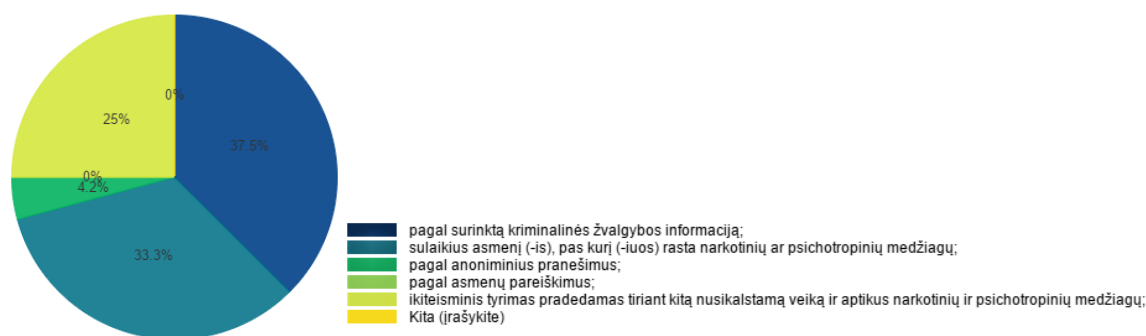 0%
25%
37.5%
0%
4.2%
33.3%
pagal surinktą kriminalinės žvalgybos informaciją;
sulaikius asmenį (-is), pas kurį (-iuos) rasta narkotinių ar psichotropinių medžiagų;
pagal anoniminius pranešimus;
pagal asmenų pareiškimus;
ikiteisminis tyrimas pradedamas tiriant kitą nusikalstamą veiką ir aptikus narkotinių ir psichotropinių medžiagų;
Kita (įrašykite)